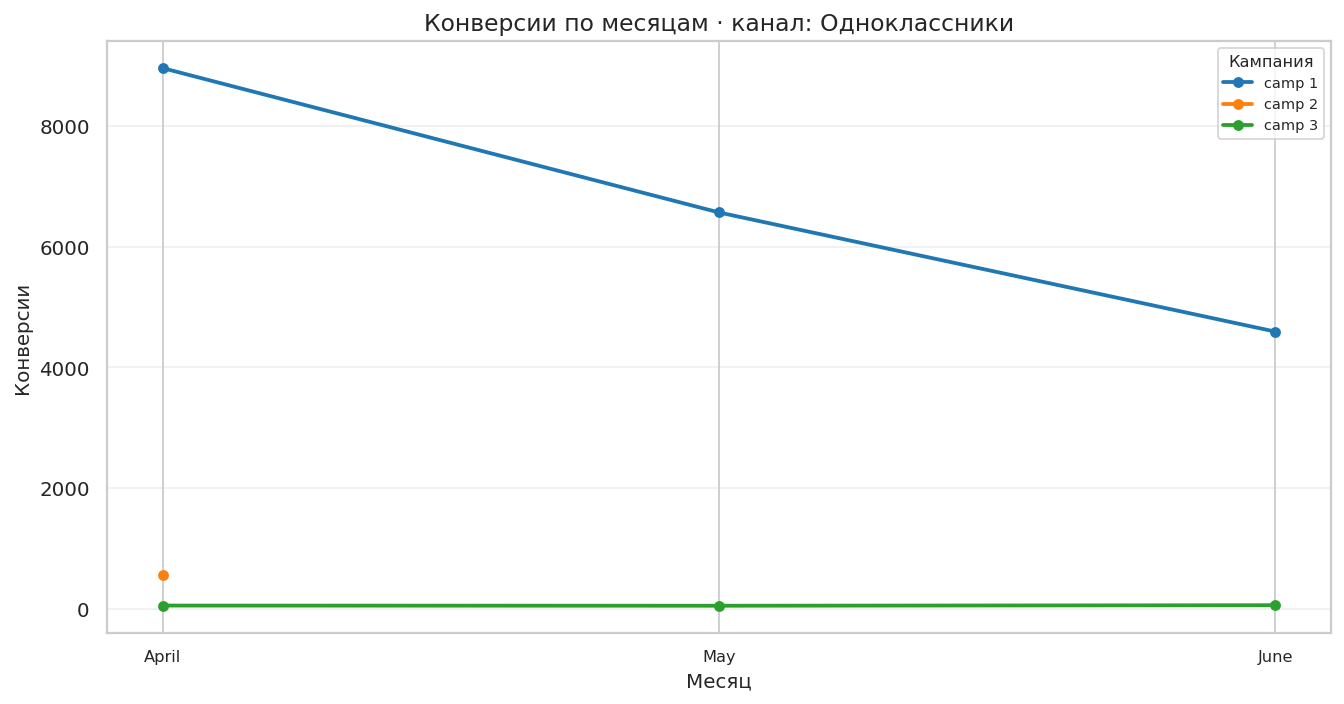 Конверсии по месяцам · канал: Одноклассники
Кампания
camp 1
camp 2
camp 3
Конверсии
8000
6000
4000
2000
0
April
May
June
Месяц